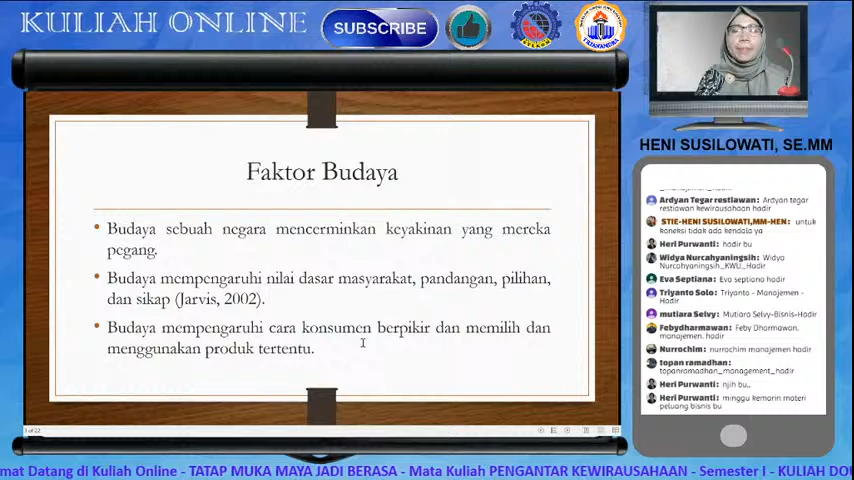 KULIAH ONLINE
SUBSCRIBE
STEKOM
HENI SUSILOWATI, SE.MM
Faktor Budaya
• Budaya sebuah negara mencerminkan keyakinan yang mereka
pegang.
• Budaya mempengaruhi nilai dasar masyarakat, pandangan, pilihan,
dan sikap (Jarvis, 2002).
• Budaya mempengaruhi cara konsumen berpikir dan memilih dan
menggunakan produk tertentu.
of 22
Ardyan Tegar restiawan: Ardyan tegar
restiawan kewirausahaan hadir
STIE-HENI SUSILOWATI,MM-HEN: untuk
koneksi tidak ada kendala ya
Heri Purwanti: hadir bu
Widya Nurcahyaningsih: Widya
Nurcohyaningsih_KWU_Hadir
Eva Septiana: Eva septiana hadir
Triyanto Solo: Triyanto - Manajemen -
Hadir
mutiara Selvy: Mutiara Selvy-Bisnis-Hadir
Febydharmawan: Feby Dharmawan,
manajemen, hadir
Nurrochim: nurrochim manajemen hadir
topan ramadhan:
topanramadhan_management_hadir
Heri Purwanti: njih bu,,
Heri Purwanti: minggu kemarin materi
peluang bisnis bu
mat Datang di Kuliah Online - TATAP MUKA MAYA JADI BERASA - Mata Kuliah PENGANTAR KEWIRAUSAHAAN - Semester I - KULIAH DO